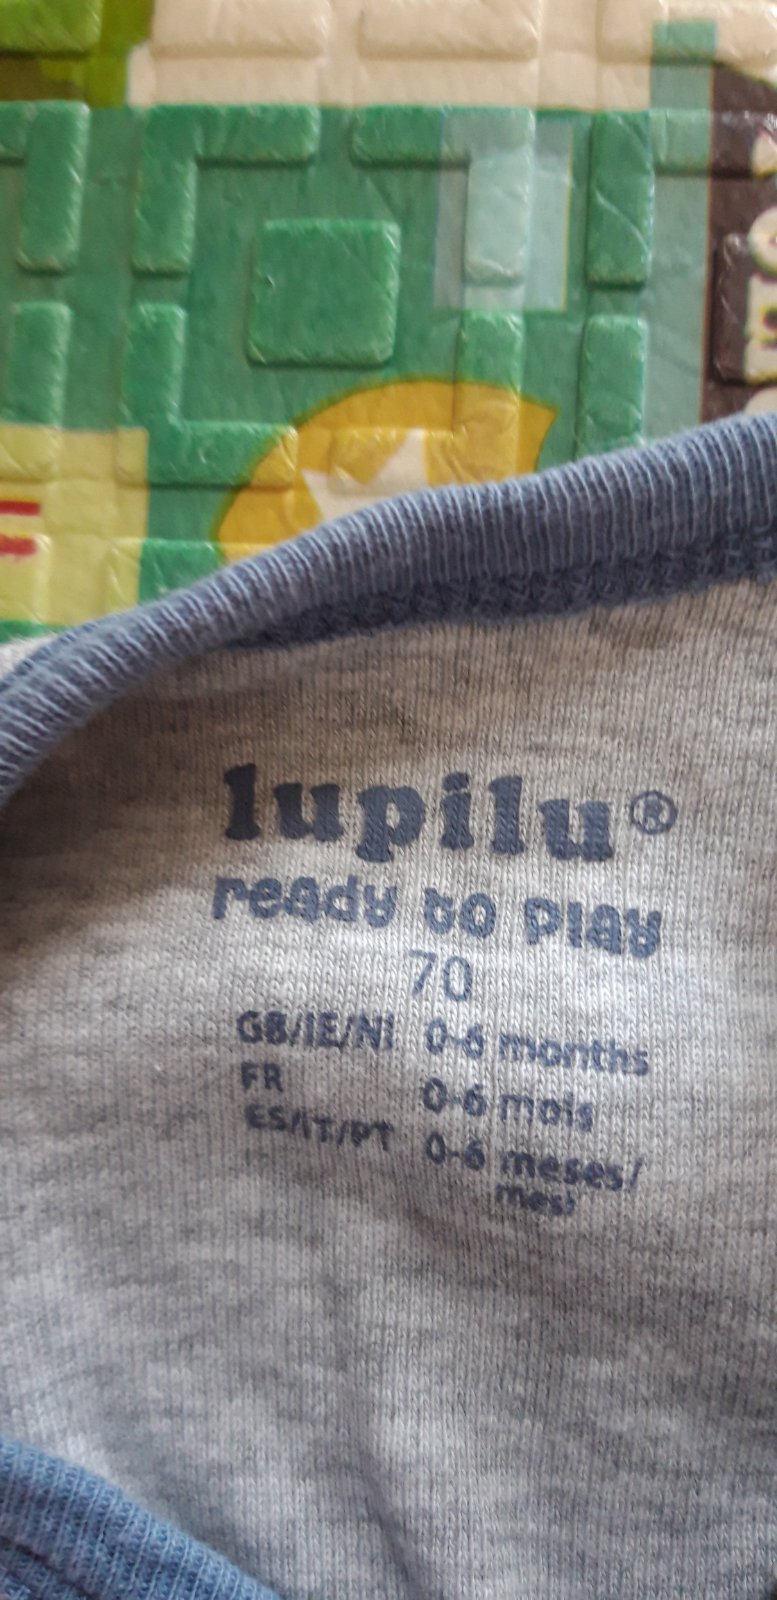 lupilu®
ready to play
70
GB/IE/NI 0-6 months
FR 0-6 mois
ES/IT/PT 0-6 meses/
mesi